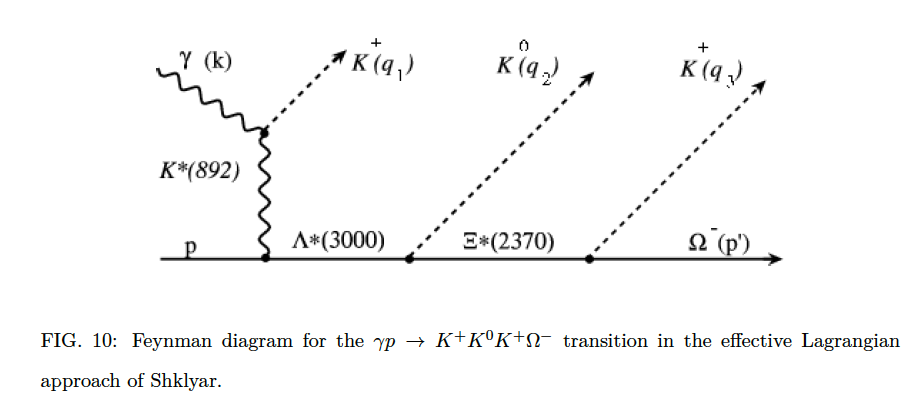 γ (k)
K⁺(q₁)
K⁰(q₂)
K⁺(q₃)
K*(892)
p
Λ*(3000)
Ξ*(2370)
Ω⁻(p')
FIG. 10: Feynman diagram for the γp → K⁺K⁰K⁺Ω⁻ transition in the effective Lagrangian
approach of Shklyar.